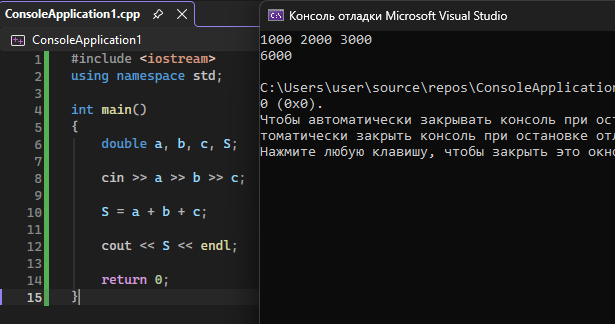 ConsoleApplication1.cpp
ConsoleApplication1
1 #include <iostream>
2 using namespace std;
3
4 int main()
5 {
6 double a, b, c, S;
7
8 cin >> a >> b >> c;
9
10 S = a + b + c;
11
12 cout << S << endl;
13
14 return 0;
15 }
Консоль отладки Microsoft Visual Studio
1000 2000 3000
6000
C:\Users\user\source\repos\ConsoleApplication
0 (0x0).
Чтобы автоматически закрывать консоль при
томатически закрыть консоль при остановке
Нажмите любую клавишу, чтобы закрыть это